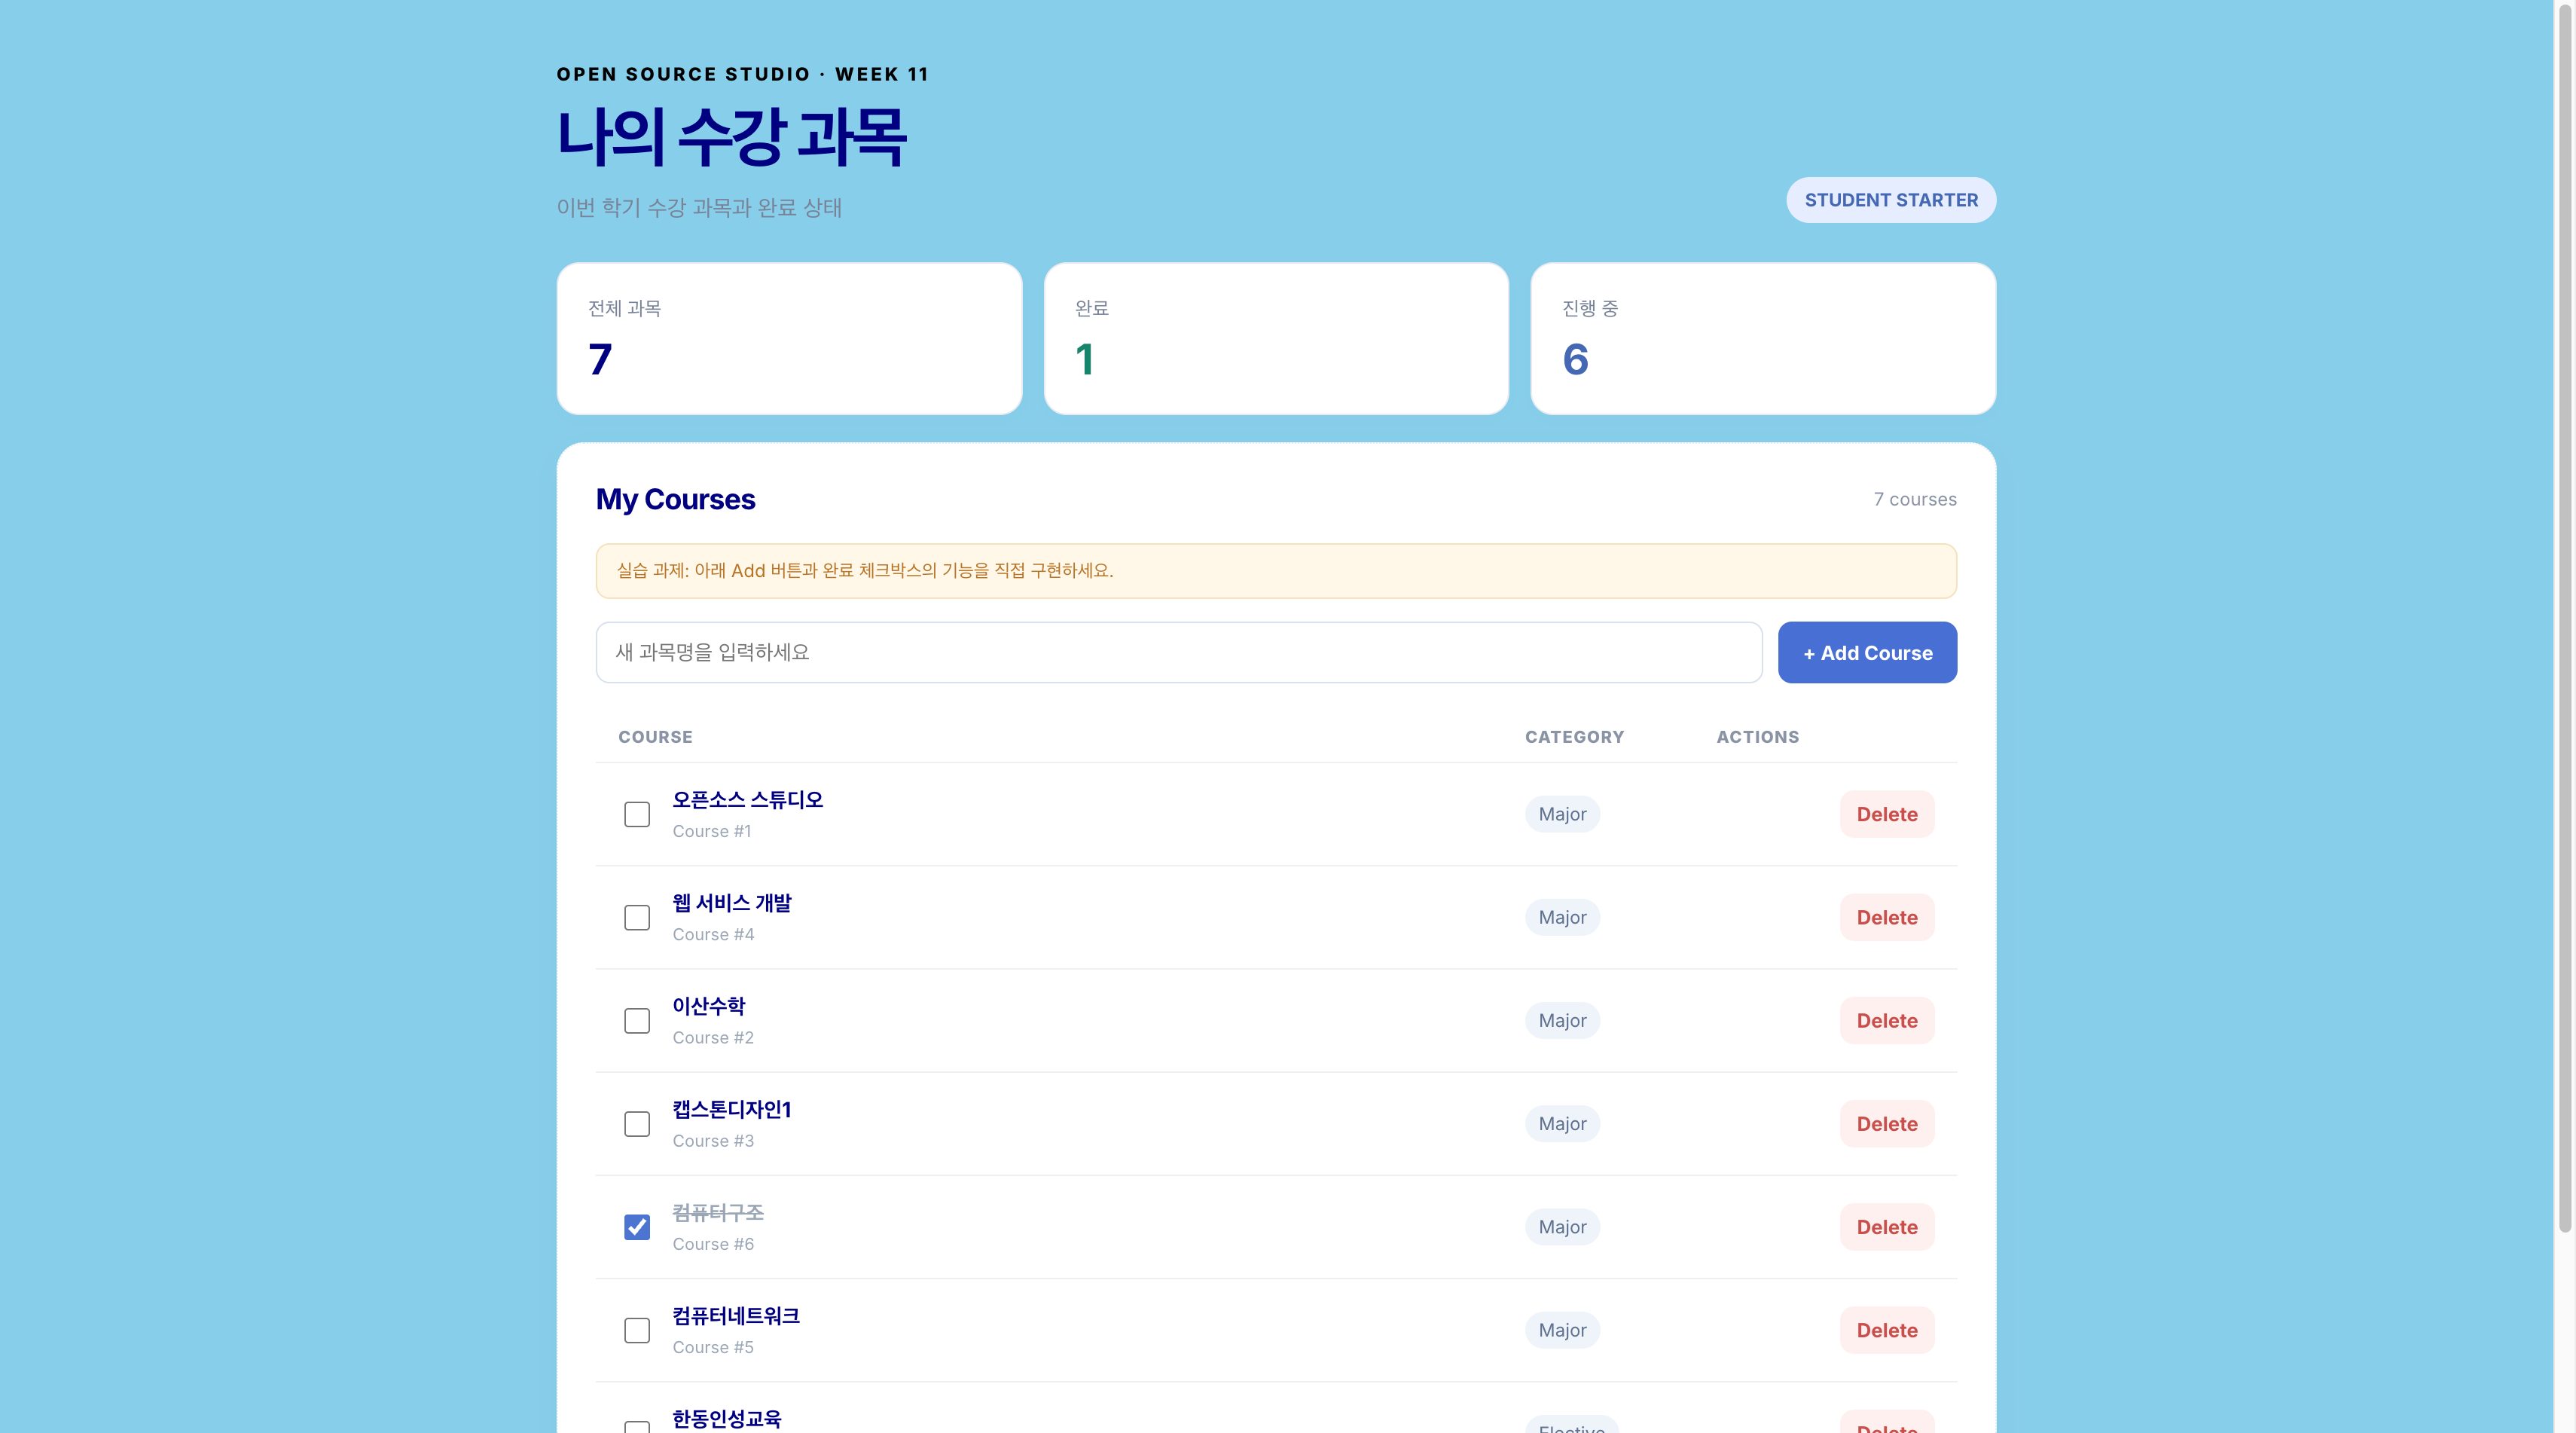 OPEN SOURCE STUDIO · WEEK 11
나의 수강 과목
이번 학기 수강 과목과 완료 상태
STUDENT STARTER
전체 과목
7
완료
1
진행 중
6
My Courses
7 courses
실습 과제: 아래 Add 버튼과 완료 체크박스의 기능을 직접 구현하세요.
새 과목명을 입력하세요
+ Add Course
COURSE CATEGORY ACTIONS
오픈소스 스튜디오
Course #1
Major
Delete
웹 서비스 개발
Course #4
Major
Delete
이산수학
Course #2
Major
Delete
캡스톤디자인1
Course #3
Major
Delete
컴퓨터구조
Course #6
Major
Delete
컴퓨터네트워크
Course #5
Major
Delete
한동인성교육
Elective
Delete